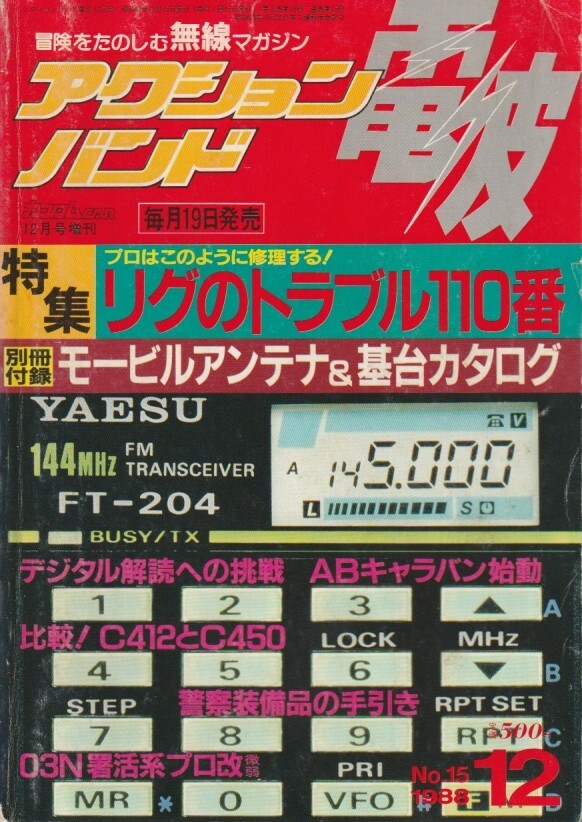 冒険をたのしむ無線マガジン
アクション
バンド
電波
12月号増刊
毎月19日発売
特集
プロはこのように修理する!
リグのトラブル110番
別冊付録
モービルアンテナ&基台カタログ
YAESU
144MHz FM TRANSCEIVER
FT-204
A 145.000
V
L
S
BUSY/TX
デジタル解読への挑戦 ABキャラバン始動
1 2 3 ▲ A
比較! C412とC450 LOCK MHz
4 5 6 ▼ B
STEP 警察装備品の手引き RPT SET
7 8 9 RPT C
定価500円
03N署活系プロ改 微弱 PRI
No.15
1988
12
MR * 0 VFO # F M D